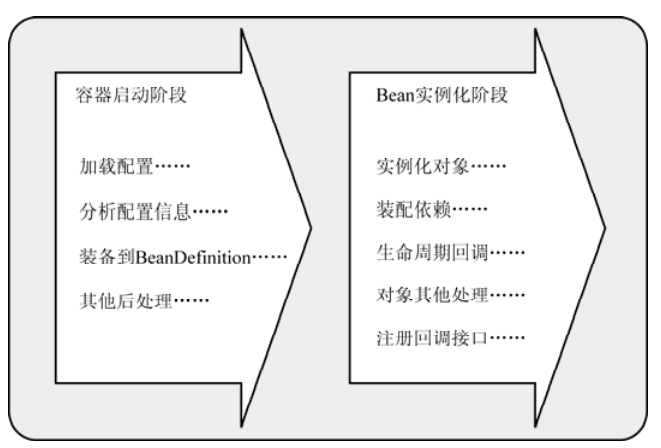 容器启动阶段
加载配置……
分析配置信息……
装备到BeanDefinition……
其他后处理……
Bean实例化阶段
实例化对象……
装配依赖……
生命周期回调……
对象其他处理……
注册回调接口……